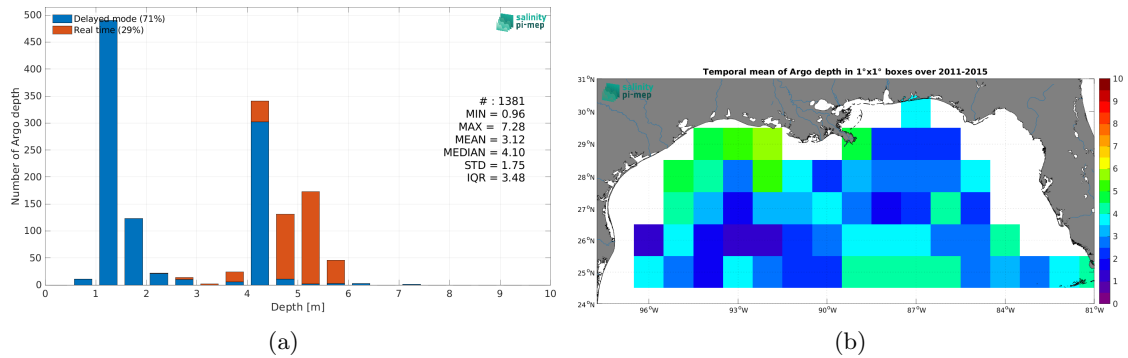 Delayed mode (71%)
Real time (29%)
salinity
pi-mep
500
450
400
350
300
250
200
150
100
50
0
Number of Argo depth
# : 1381
MIN = 0.96
MAX = 7.28
MEAN = 3.12
MEDIAN = 4.10
STD = 1.75
IQR = 3.48
0 1 2 3 4 5 6 7 8 9 10
Depth [m]
(a)
Temporal mean of Argo depth in 1°x1° boxes over 2011-2015
salinity
pi-mep
31°N
30°N
29°N
28°N
27°N
26°N
25°N
24°N
96°W 93°W 90°W 87°W 84°W 81°W
10
9
8
7
6
5
4
3
2
1
0
(b)